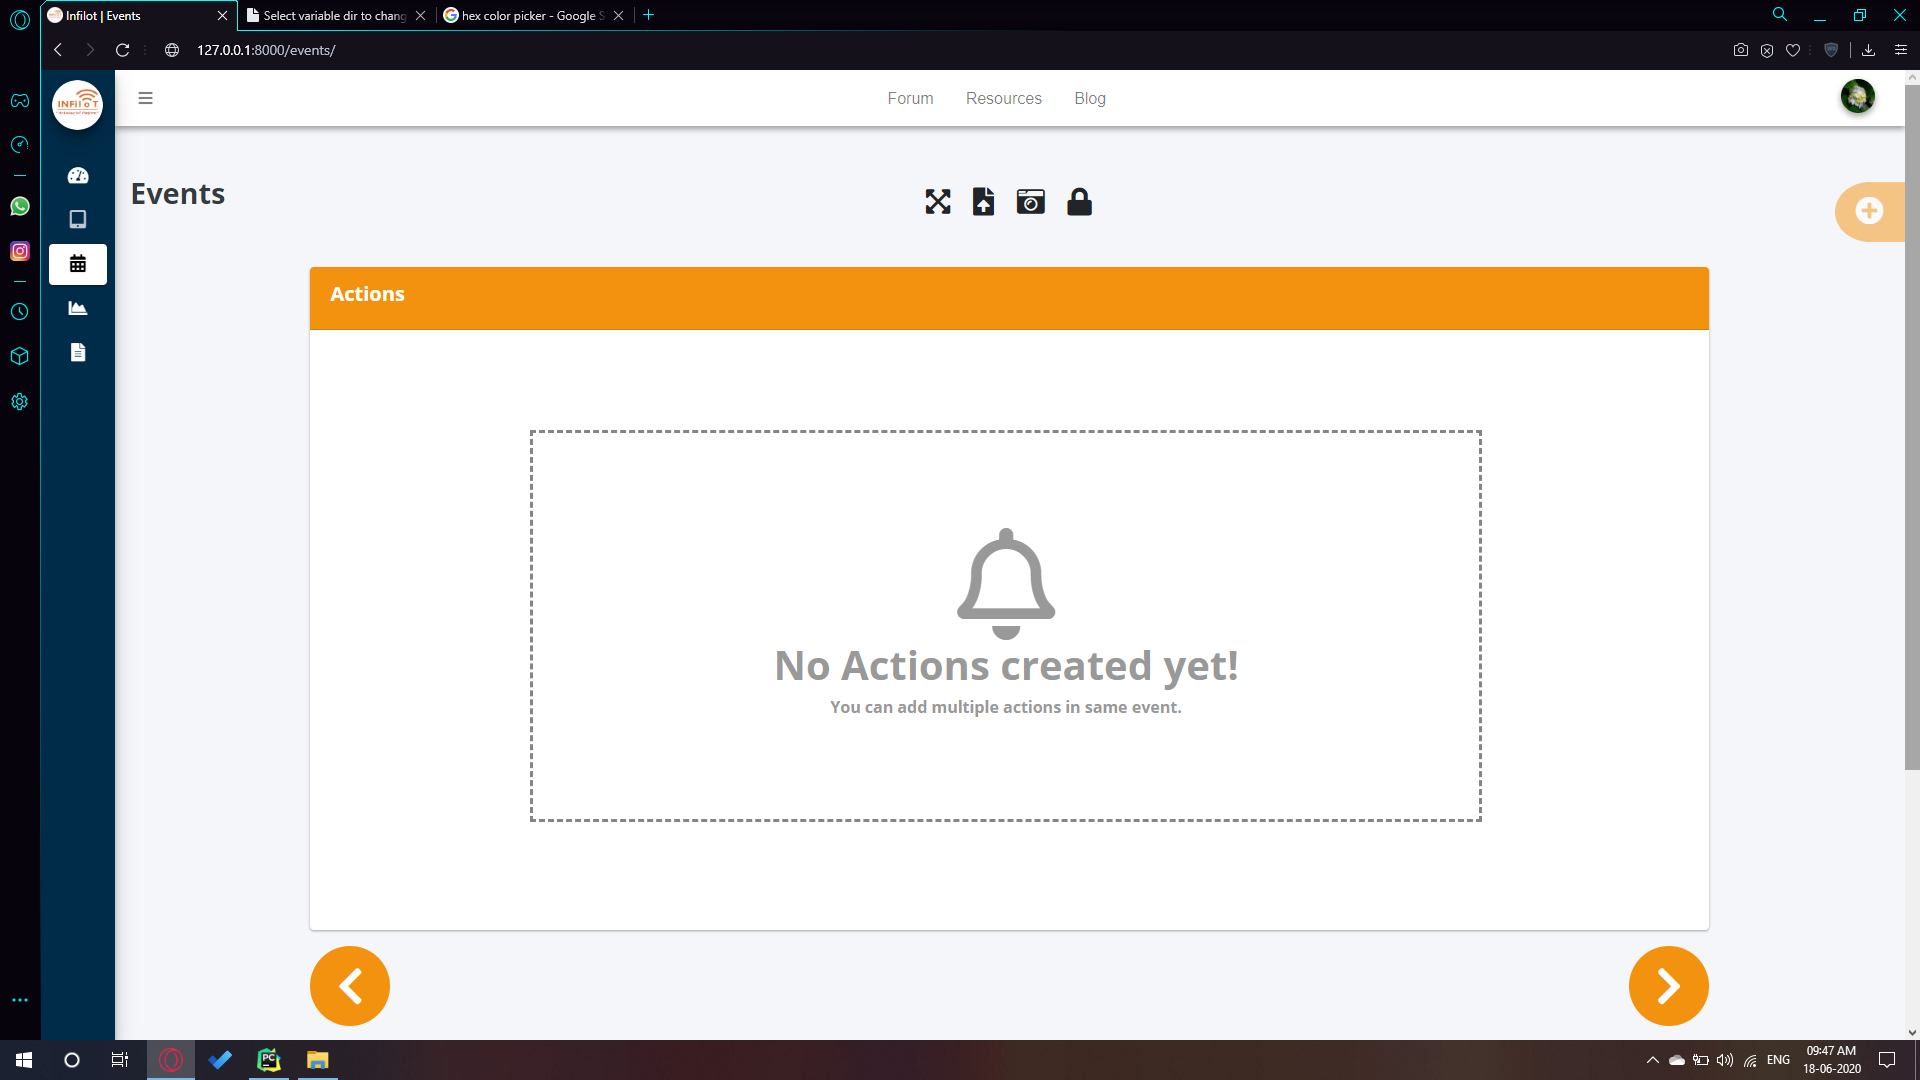 Infilot | Events
Select variable dir to chang
hex color picker - Google S
127.0.0.1:8000/events/
INFiIoT
Forum
Resources
Blog
Events
Actions
No Actions created yet!
You can add multiple actions in same event.
PC
ENG
09:47 AM
18-06-2020